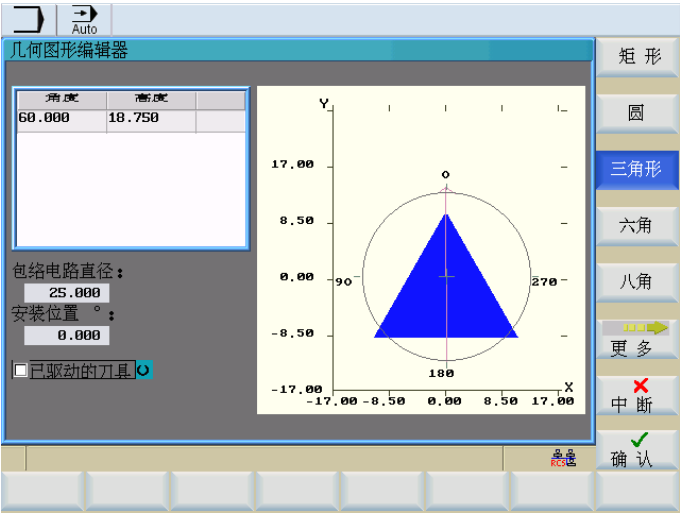 Auto
几何图形编辑器
角度 高度
60.000 18.750
包络电路直径:
25.000
安装位置 °:
0.000
已驱动的刀具
Y
17.00
8.50
0.00
-8.50
-17.00
0
90
270
180
X
-17.00 -8.50 0.00 8.50 17.00
矩 形
圆
三角形
六角
八角
更 多
中 断
确 认
RCS